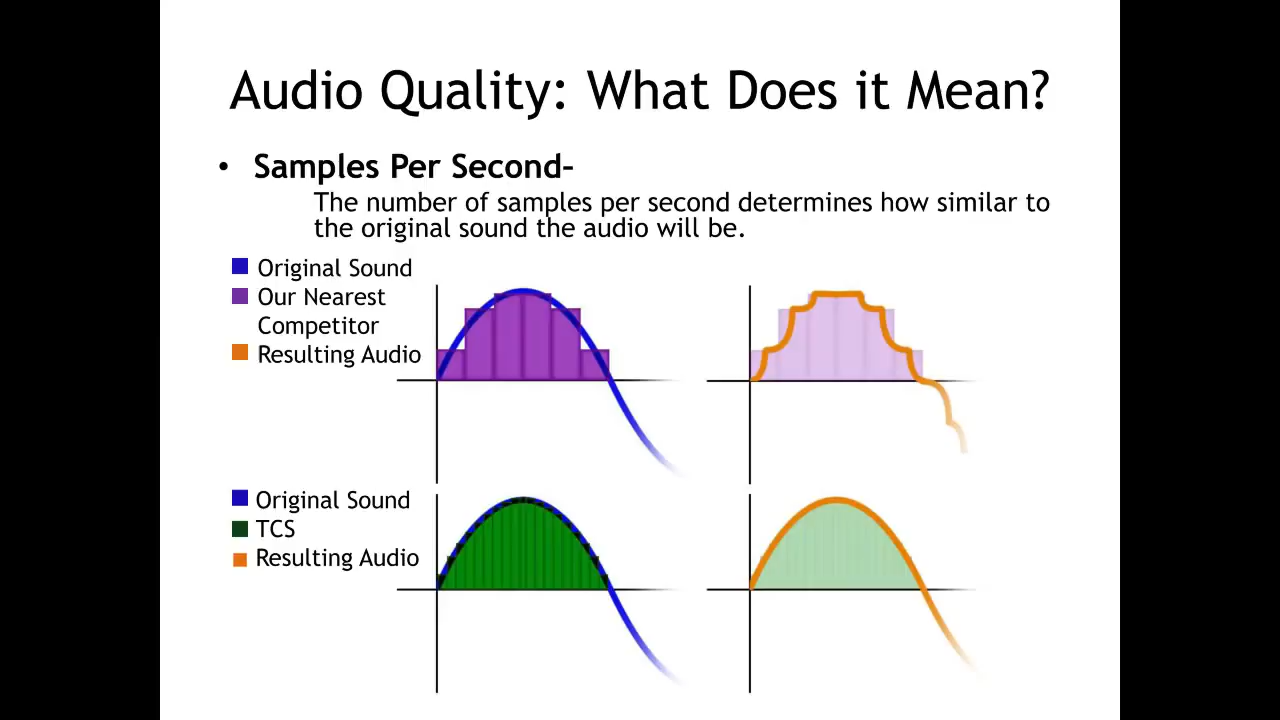 Audio Quality: What Does it Mean?
• Samples Per Second–
The number of samples per second determines how similar to
the original sound the audio will be.
Original Sound
Our Nearest
Competitor
Resulting Audio
Original Sound
TCS
Resulting Audio